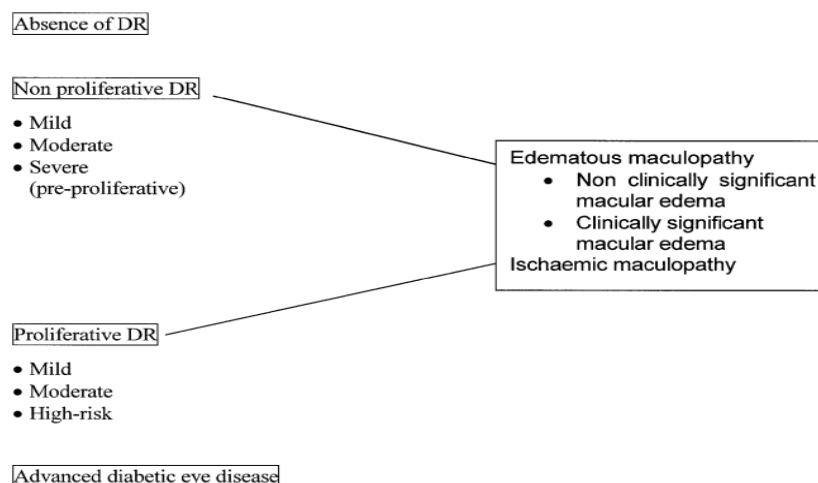 Absence of DR
Non proliferative DR
• Mild
• Moderate
• Severe
(pre-proliferative)
Edematous maculopathy
• Non clinically significant
macular edema
• Clinically significant
macular edema
Ischaemic maculopathy
Proliferative DR
• Mild
• Moderate
• High-risk
Advanced diabetic eye disease